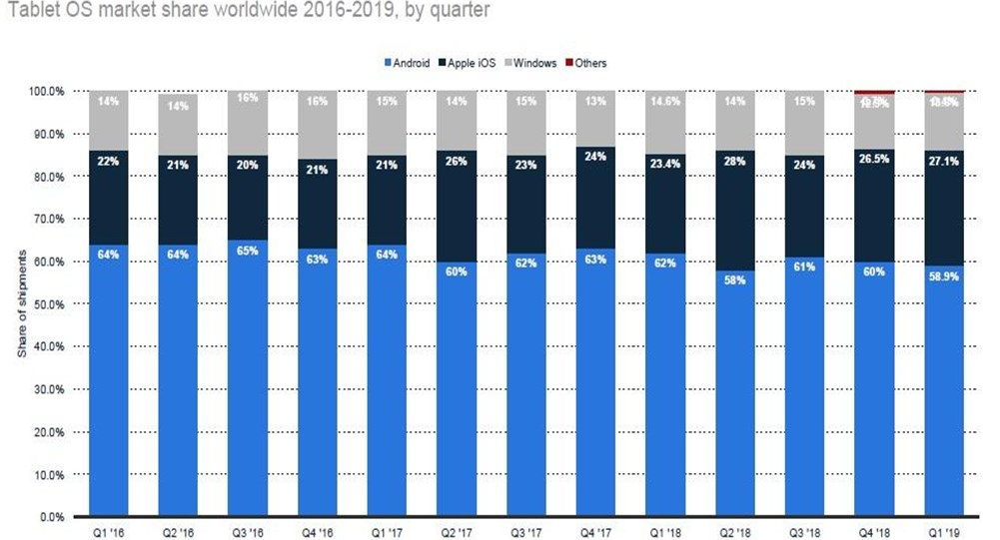 Tablet OS market share worldwide 2016-2019, by quarter
Android Apple iOS Windows Others
Share of shipments
100.0%
90.0%
80.0%
70.0%
60.0%
50.0%
40.0%
30.0%
20.0%
10.0%
0.0%
14% 14% 16% 16% 15% 14% 15% 13% 14.6% 14% 15%
22% 21% 20% 21% 21% 26% 23% 24% 23.4% 28% 24% 26.5% 27.1%
64% 64% 65% 63% 64% 60% 62% 63% 62% 58% 61% 60% 58.9%
Q1 '16 Q2 '16 Q3 '16 Q4 '16 Q1 '17 Q2 '17 Q3 '17 Q4 '17 Q1 '18 Q2 '18 Q3 '18 Q4 '18 Q1 '19